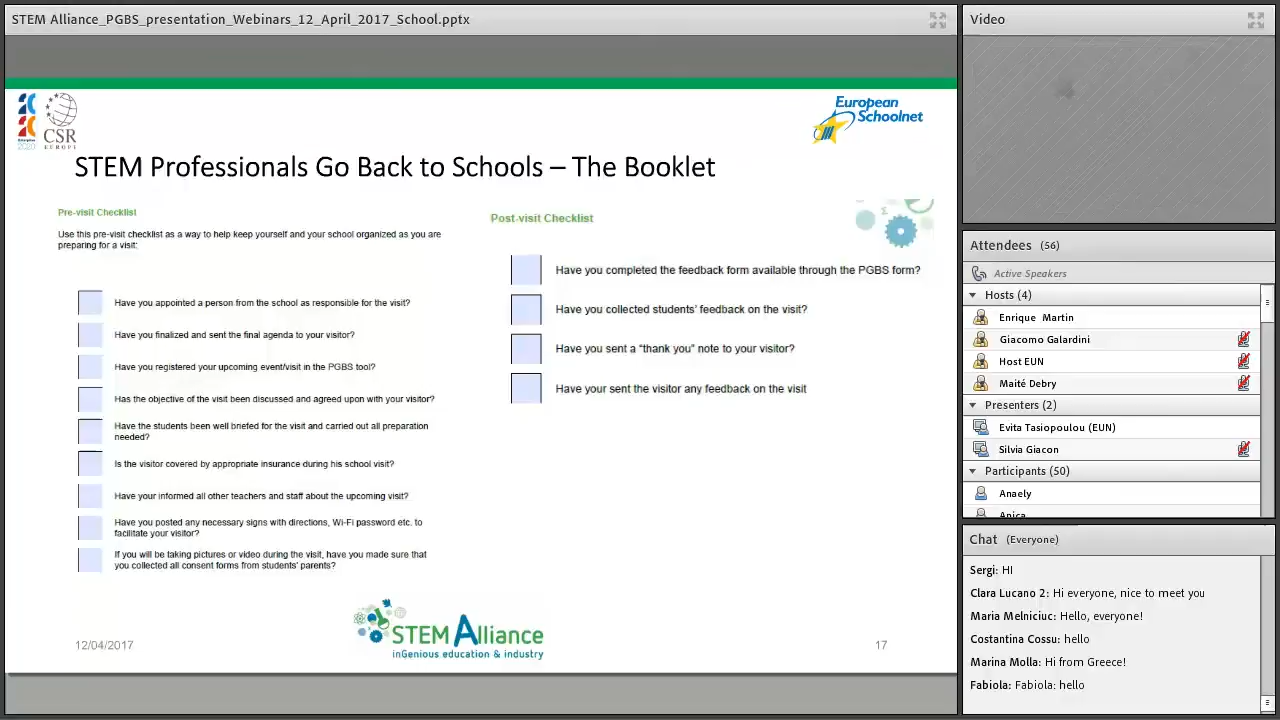 STEM Alliance_PGBS_presentation_Webinars_12_April_2017_School.pptx
CSR
EUROPE
European
Schoolnet
STEM Professionals Go Back to Schools – The Booklet
Pre-visit Checklist
Use this pre-visit checklist as a way to help keep yourself and your school organized as you are
preparing for a visit:
Have you appointed a person from the school as responsible for the visit?
Have you finalized and sent the final agenda to your visitor?
Have you registered your upcoming event/visit in the PGBS tool?
Has the objective of the visit been discussed and agreed upon with your visitor?
Have the students been well briefed for the visit and carried out all preparation
needed?
Is the visitor covered by appropriate insurance during his school visit?
Have your informed all other teachers and staff about the upcoming visit?
Have you posted any necessary signs with directions, Wi-Fi password etc. to
facilitate your visitor?
If you will be taking pictures or video during the visit, have you made sure that
you collected all consent forms from students' parents?
Post-visit Checklist
Have you completed the feedback form available through the PGBS form?
Have you collected students' feedback on the visit?
Have you sent a "thank you" note to your visitor?
Have your sent the visitor any feedback on the visit
12/04/2017
STEM Alliance
inGenious education & industry
17
Video
Attendees (56)
Active Speakers
Hosts (4)
Enrique Martin
Giacomo Galardini
Host EUN
Maité Debry
Presenters (2)
Evita Tasiopoulou (EUN)
Silvia Giacon
Participants (50)
Anaely
Anica
Chat (Everyone)
Sergi: HI
Clara Lucano 2: Hi everyone, nice to meet you
Maria Melniciuc: Hello, everyone!
Costantina Cossu: hello
Marina Molla: Hi from Greece!
Fabiola: Fabiola: hello